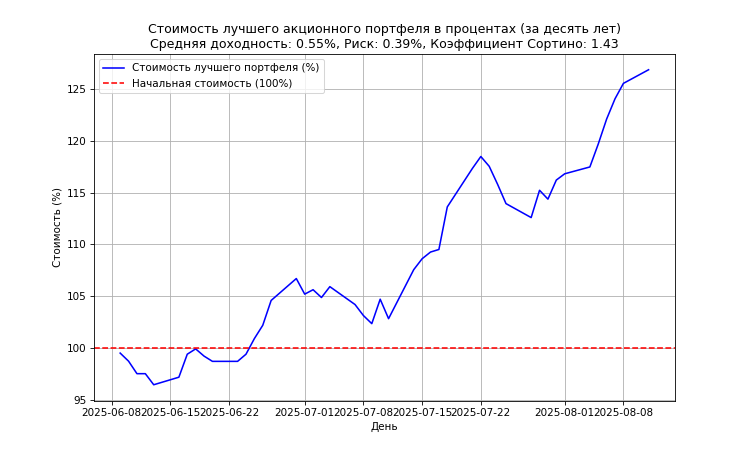 Стоимость лучшего акционного портфеля в процентах (за десять лет)
Средняя доходность: 0.55%, Риск: 0.39%, Коэффициент Сортино: 1.43
Стоимость лучшего портфеля (%)
Начальная стоимость (100%)
Стоимость (%)
125
120
115
110
105
100
95
2025-06-08 2025-06-15 2025-06-22 2025-07-01 2025-07-08 2025-07-15 2025-07-22 2025-08-01 2025-08-08
День